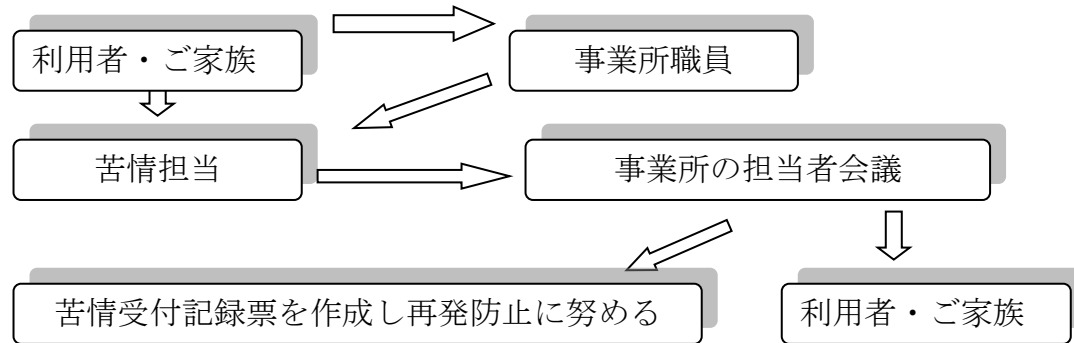 利用者・ご家族
事業所職員
苦情担当
事業所の担当者会議
苦情受付記録票を作成し再発防止に努める
利用者・ご家族